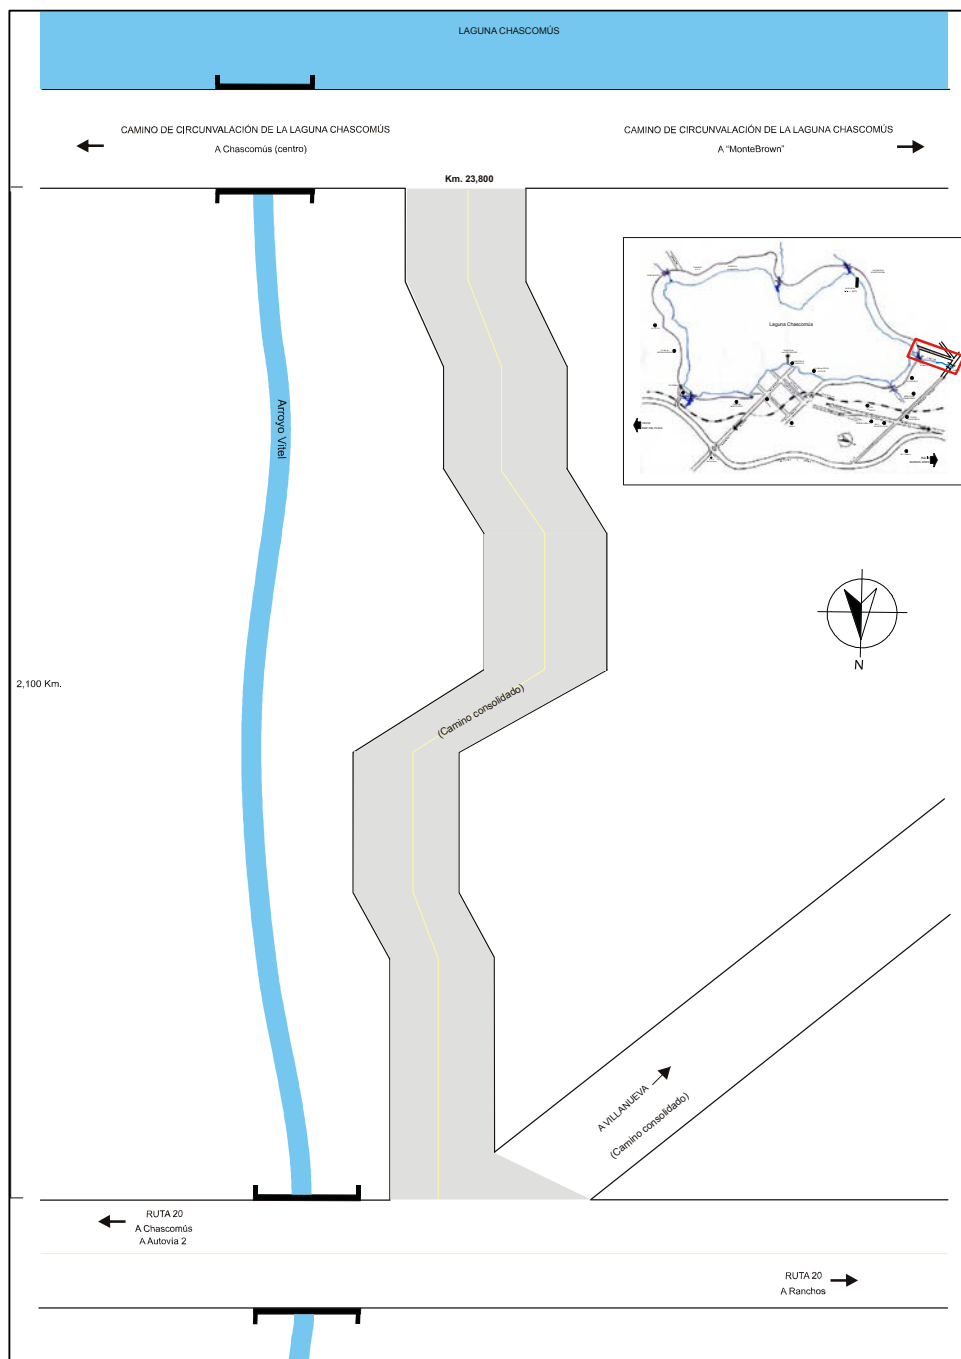 LAGUNA CHASCOMÚS
CAMINO DE CIRCUNVALACIÓN DE LA LAGUNA CHASCOMÚS
A Chascomús (centro)
CAMINO DE CIRCUNVALACIÓN DE LA LAGUNA CHASCOMÚS
A "MonteBrown"
Km. 23,800
Laguna Chascomús
Arroyo Vitel
N
2,100 Km.
(Camino consolidado)
A VILLANUEVA
(Camino consolidado)
RUTA 20
A Chascomús
A Autovia 2
RUTA 20
A Ranchos